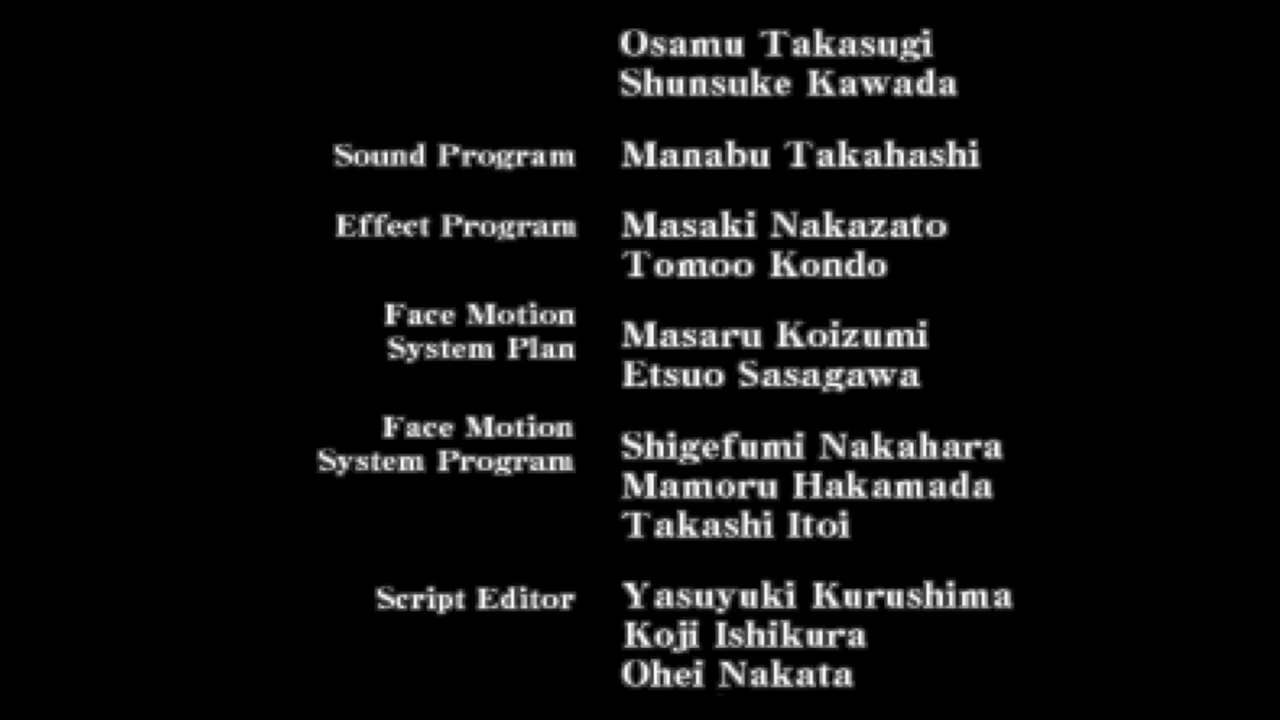 Osamu Takasugi
Shunsuke Kawada
Sound Program Manabu Takahashi
Effect Program Masaki Nakazato
Tomoo Kondo
Face Motion
System Plan Masaru Koizumi
Etsuo Sasagawa
Face Motion
System Program Shigefumi Nakahara
Mamoru Hakamada
Takashi Itoi
Script Editor Yasuyuki Kurushima
Koji Ishikura
Ohei Nakata